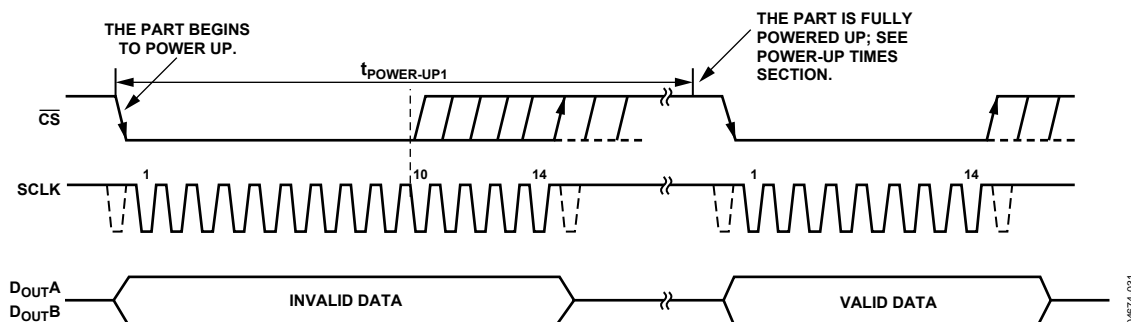 THE PART BEGINS
TO POWER UP.
THE PART IS FULLY
POWERED UP; SEE
POWER-UP TIMES
SECTION.
tPOWER-UP1
CS
SCLK
1
10
14
1
14
DOUTA
DOUTB
INVALID DATA
VALID DATA
04674-031